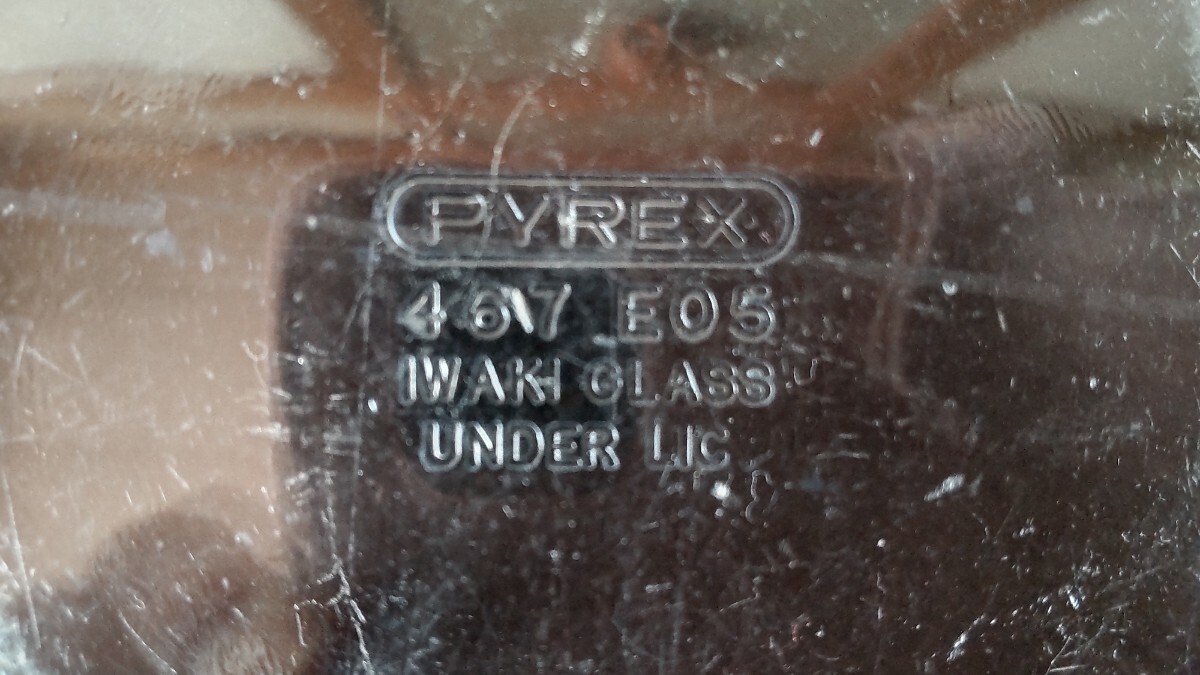 PYREX
467 E05
IWAKI GLASS
UNDER LIC